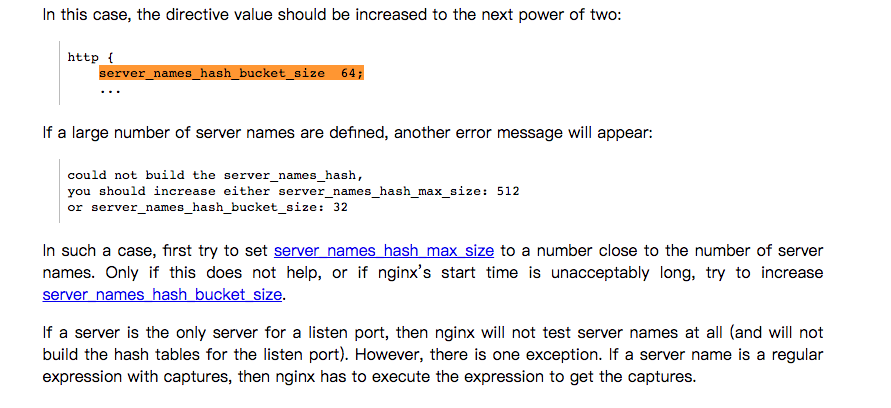 In this case, the directive value should be increased to the next power of two:
http {
server_names_hash_bucket_size  64;
...
If a large number of server names are defined, another error message will appear:
could not build the server_names_hash,
you should increase either server_names_hash_max_size: 512
or server_names_hash_bucket_size: 32
In such a case, first try to set server_names_hash_max_size to a number close to the number of server
names. Only if this does not help, or if nginx's start time is unacceptably long, try to increase
server_names_hash_bucket_size.
If a server is the only server for a listen port, then nginx will not test server names at all (and will not
build the hash tables for the listen port). However, there is one exception. If a server name is a regular
expression with captures, then nginx has to execute the expression to get the captures.